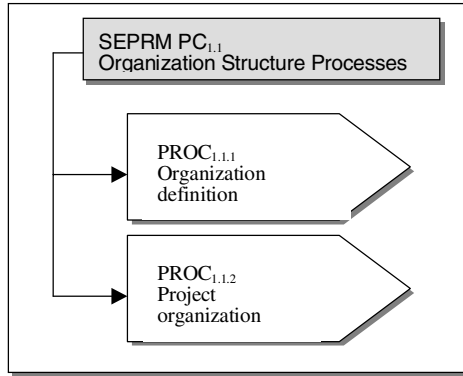 SEPRM PC1.1
Organization Structure Processes
PROC1.1.1
Organization
definition
PROC1.1.2
Project
organization